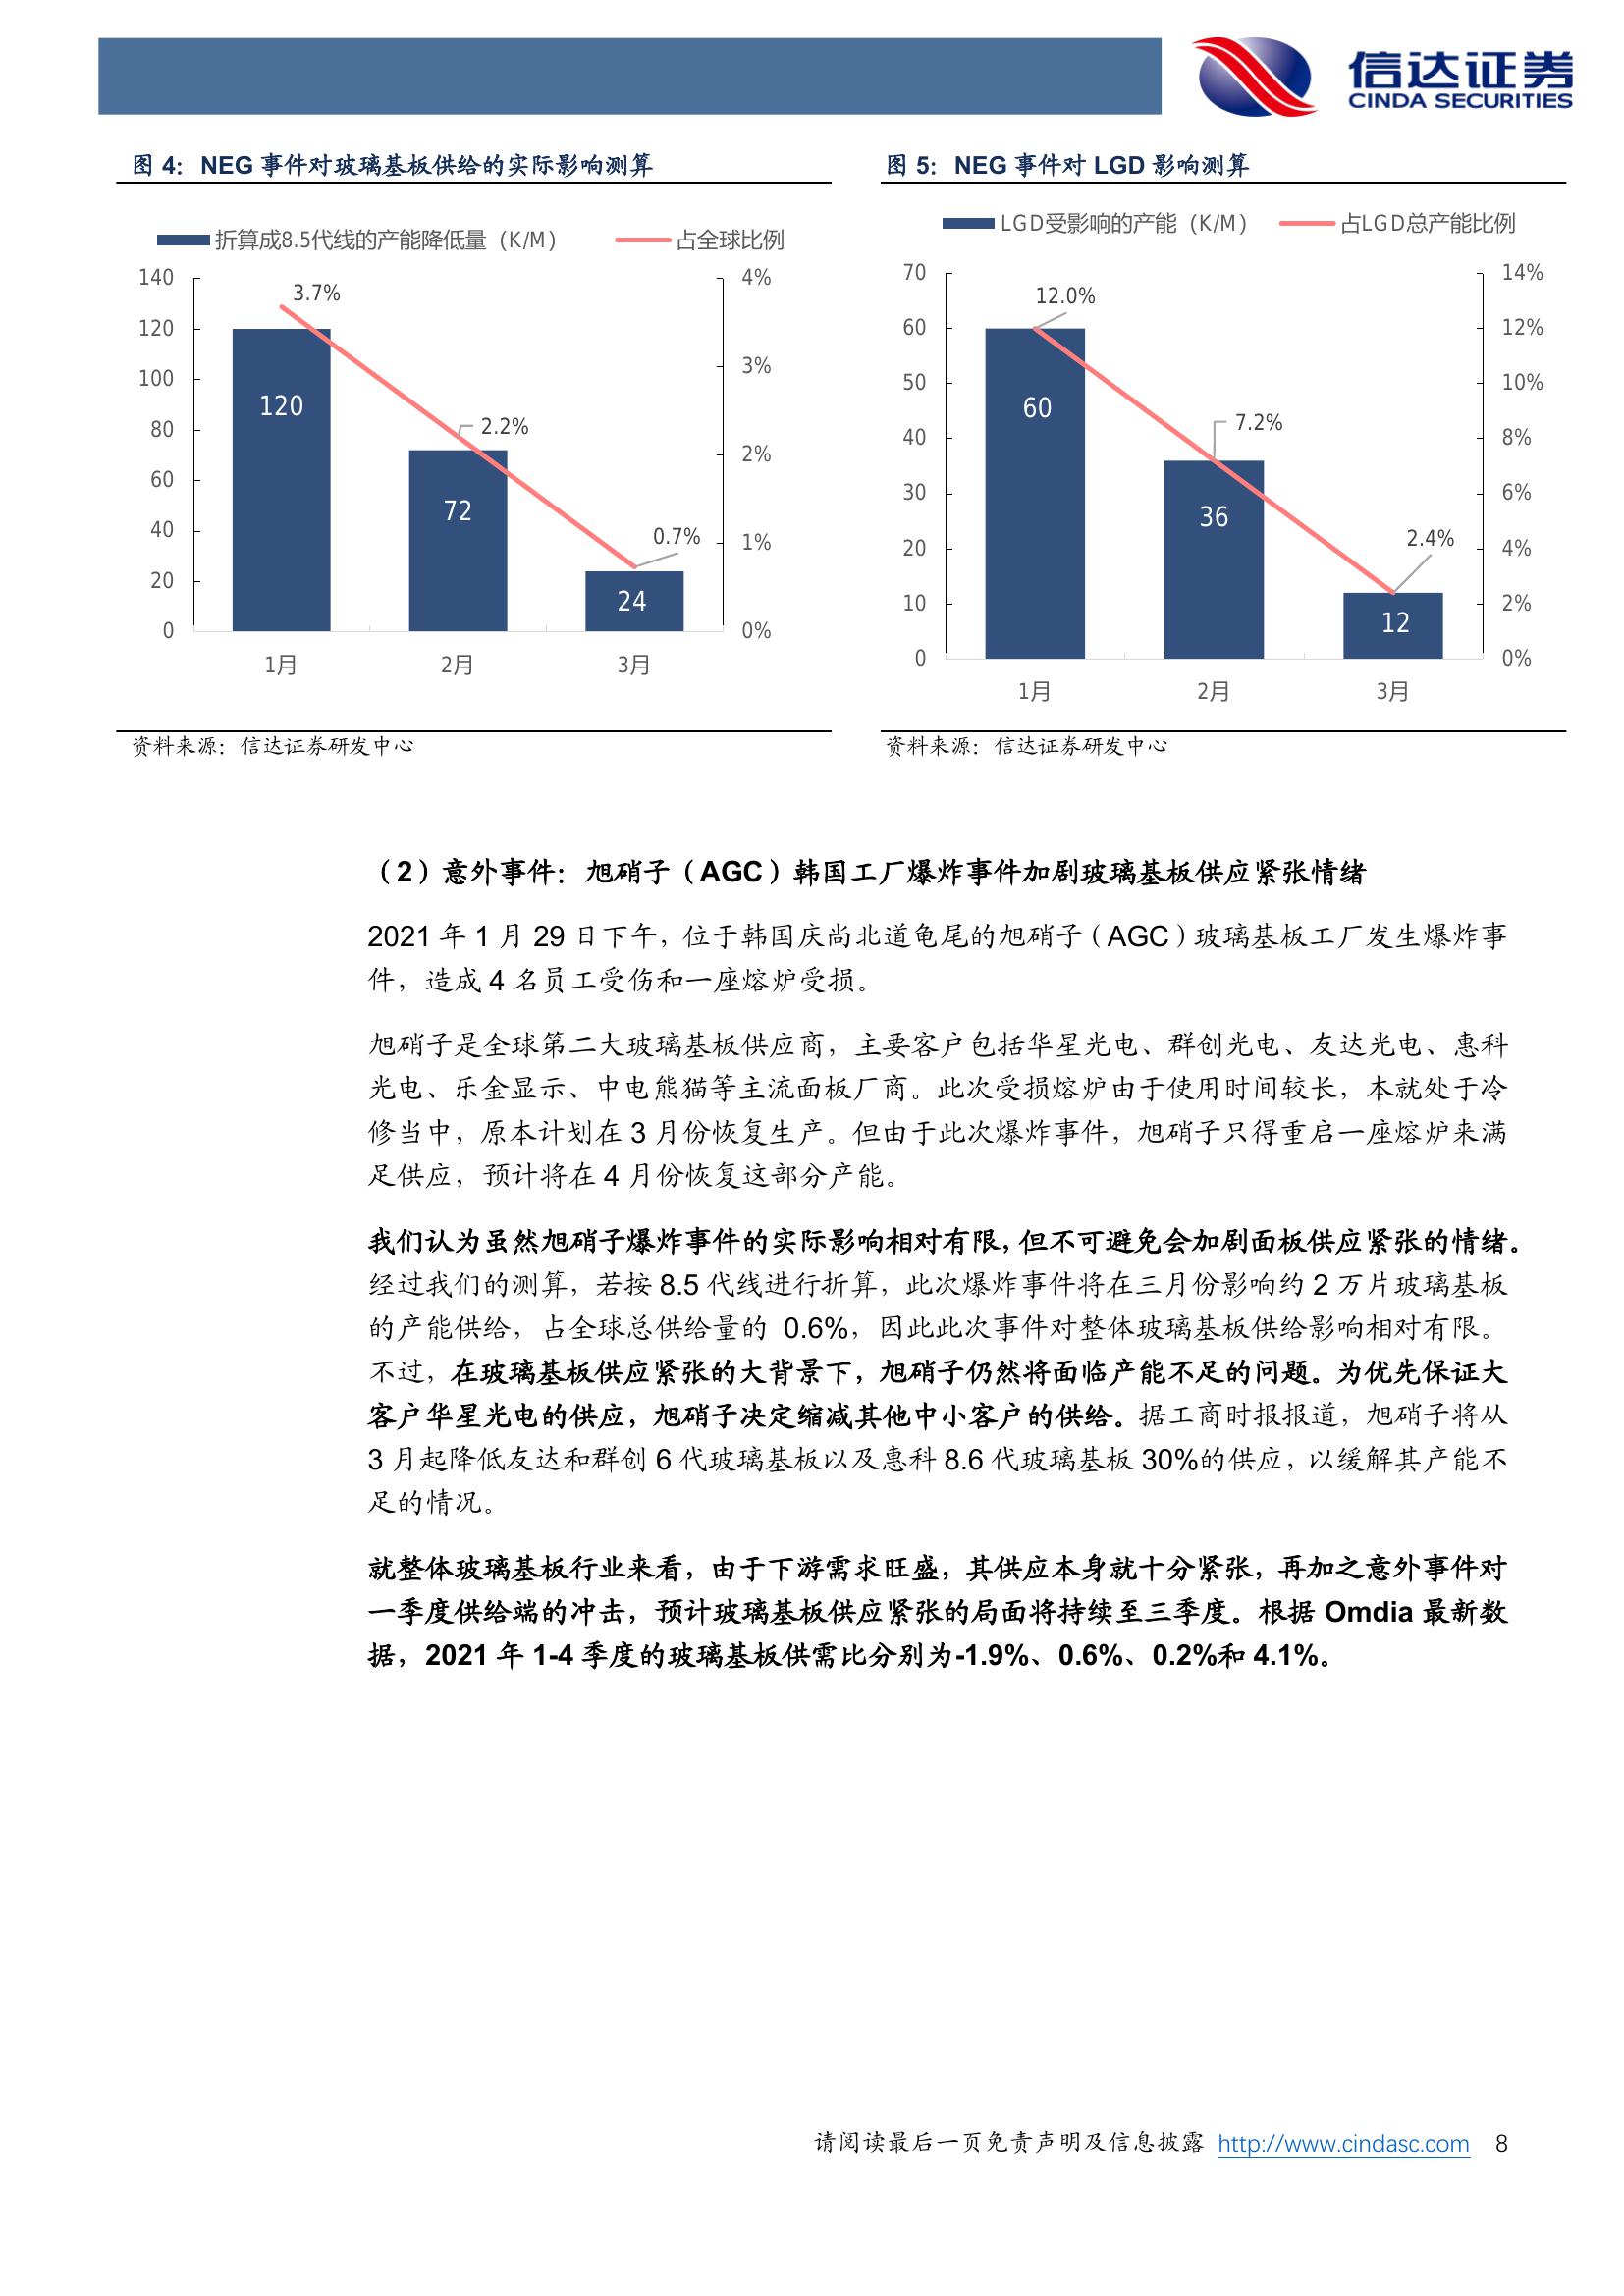 信达证券
CINDA SECURITIES
图 4：NEG 事件对玻璃基板供给的实际影响测算
折算成8.5代线的产能降低量（K/M）
占全球比例
140
120
100
80
60
40
20
0
4%
3%
2%
1%
0%
3.7%
2.2%
0.7%
120
72
24
1月
2月
3月
资料来源：信达证券研发中心
图 5：NEG 事件对 LGD 影响测算
LGD受影响的产能（K/M）
占LGD总产能比例
70
60
50
40
30
20
10
0
14%
12%
10%
8%
6%
4%
2%
0%
12.0%
7.2%
2.4%
60
36
12
1月
2月
3月
资料来源：信达证券研发中心
（2）意外事件：旭硝子（AGC）韩国工厂爆炸事件加剧玻璃基板供应紧张情绪
2021 年 1 月 29 日下午，位于韩国庆尚北道龟尾的旭硝子（AGC）玻璃基板工厂发生爆炸事
件，造成 4 名员工受伤和一座熔炉受损。
旭硝子是全球第二大玻璃基板供应商，主要客户包括华星光电、群创光电、友达光电、惠科
光电、乐金显示、中电熊猫等主流面板厂商。此次受损熔炉由于使用时间较长，本就处于冷
修当中，原本计划在 3 月份恢复生产。但由于此次爆炸事件，旭硝子只得重启一座熔炉来满
足供应，预计将在 4 月份恢复这部分产能。
我们认为虽然旭硝子爆炸事件的实际影响相对有限，但不可避免会加剧面板供应紧张的情绪。
经过我们的测算，若按 8.5 代线进行折算，此次爆炸事件将在三月份影响约 2 万片玻璃基板
的产能供给，占全球总供给量的 0.6%，因此此次事件对整体玻璃基板供给影响相对有限。
不过，在玻璃基板供应紧张的大背景下，旭硝子仍然将面临产能不足的问题。为优先保证大
客户华星光电的供应，旭硝子决定缩减其他中小客户的供给。据工商时报报道，旭硝子将从
3 月起降低友达和群创 6 代玻璃基板以及惠科 8.6 代玻璃基板 30%的供应，以缓解其产能不
足的情况。
就整体玻璃基板行业来看，由于下游需求旺盛，其供应本身就十分紧张，再加之意外事件对
一季度供给端的冲击，预计玻璃基板供应紧张的局面将持续至三季度。根据 Omdia 最新数
据，2021 年 1-4 季度的玻璃基板供需比分别为-1.9%、0.6%、0.2%和 4.1%。
请阅读最后一页免责声明及信息披露 http://www.cindasc.com 8